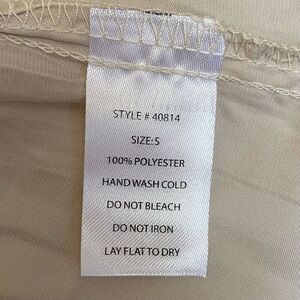 STYLE # 40814
SIZE: S
100% POLYESTER
HAND WASH COLD
DO NOT BLEACH
DO NOT IRON
LAY FLAT TO DRY